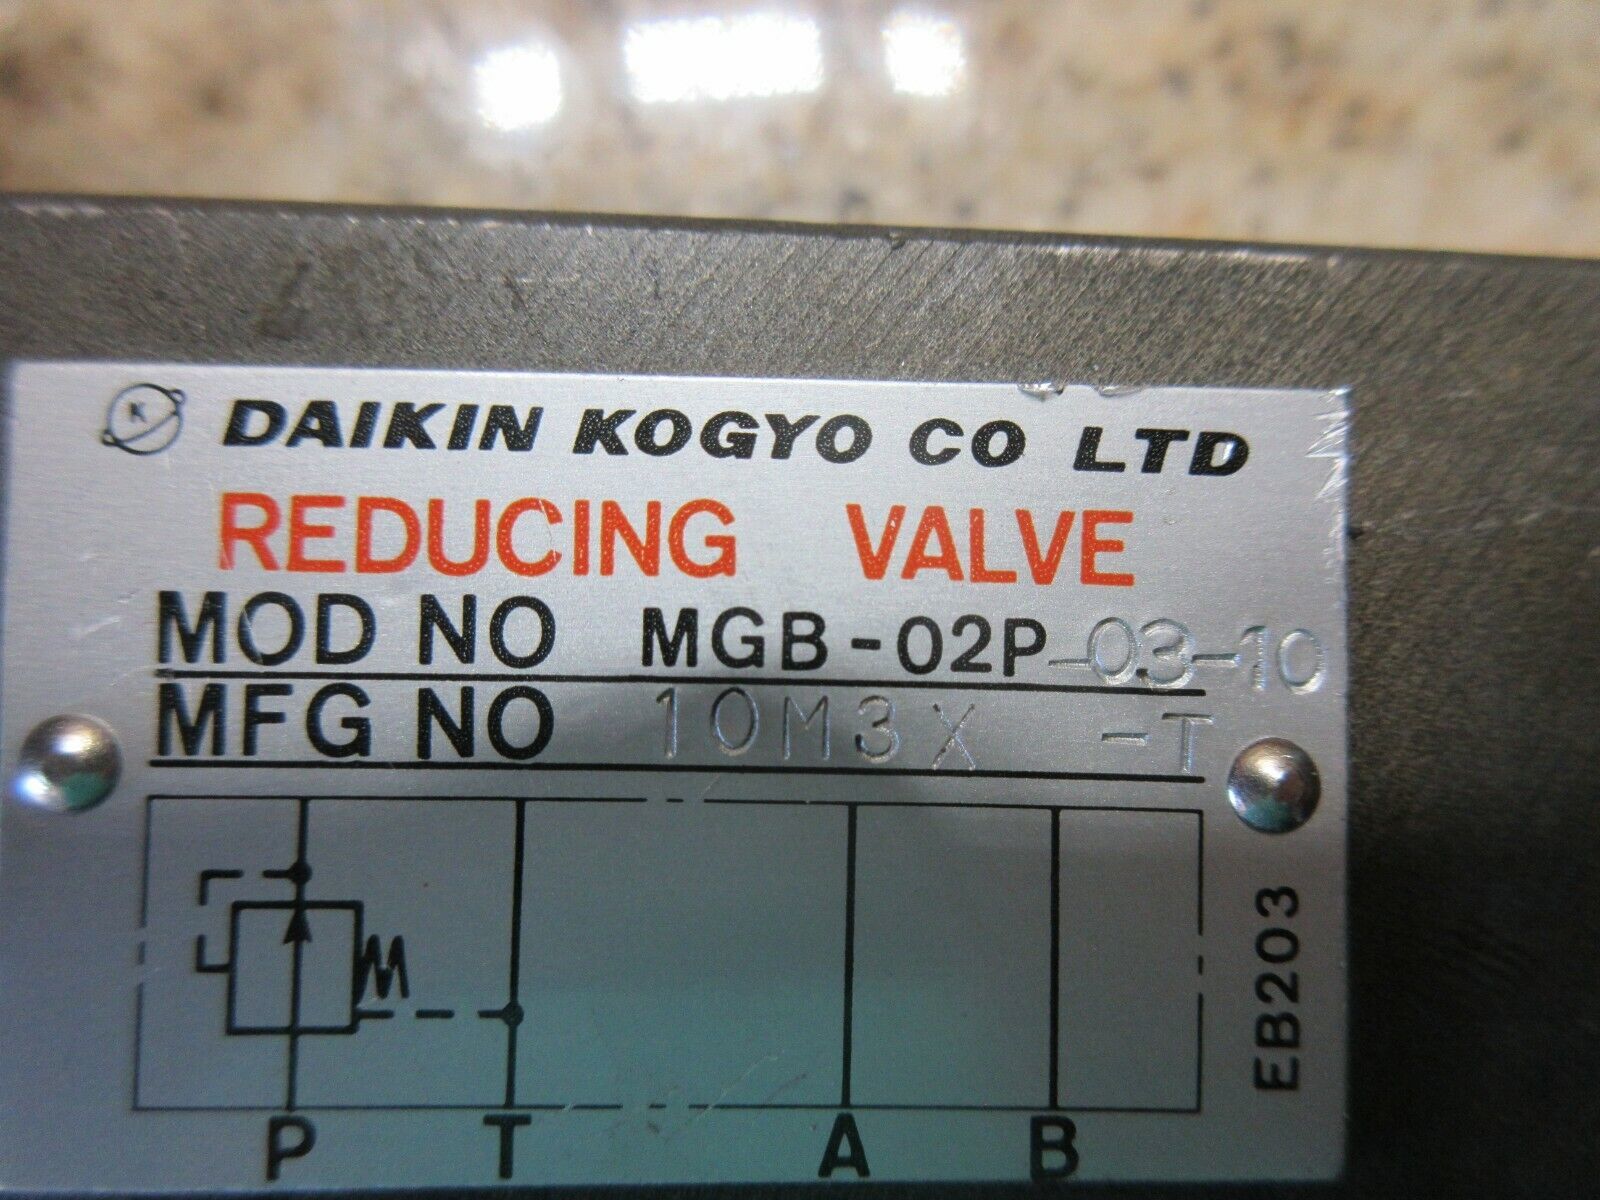 K DAIKIN KOGYO CO LTD
REDUCING VALVE
MOD NO MGB-02P-03-10
MFG NO 10M3X -T
P T A B
EB203